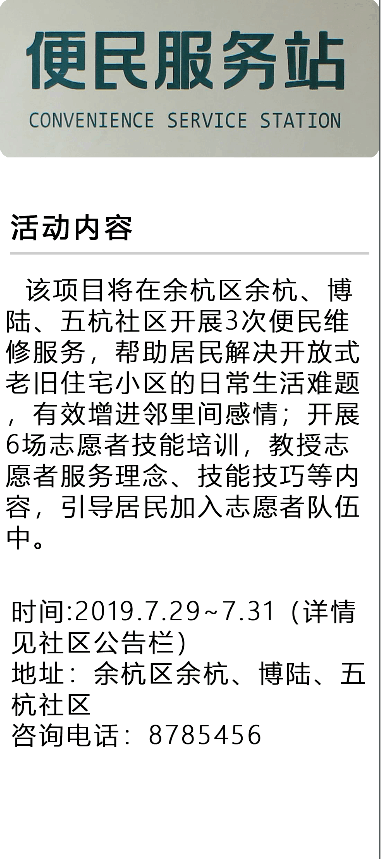 便民服务站
CONVENIENCE SERVICE STATION
活动内容
该项目将在余杭区余杭、博
陆、五杭社区开展3次便民维
修服务，帮助居民解决开放式
老旧住宅小区的日常生活难题
，有效增进邻里间感情；开展
6场志愿者技能培训，教授志
愿者服务理念、技能技巧等内
容，引导居民加入志愿者队伍
中。
时间:2019.7.29~7.31（详情
见社区公告栏）
地址：余杭区余杭、博陆、五
杭社区
咨询电话：8785456